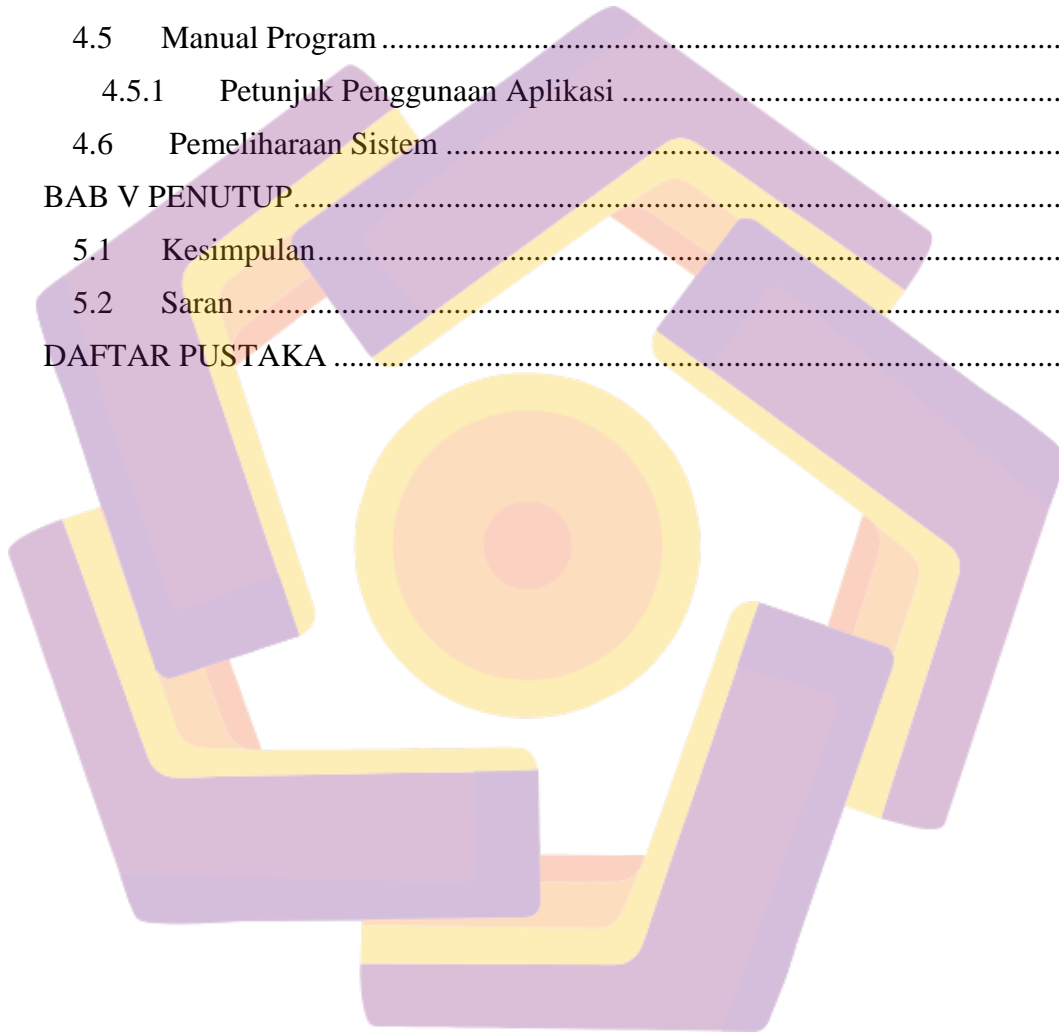 4.5 Manual Program ........................................................................................
4.5.1 Petunjuk Penggunaan Aplikasi ........................................................
4.6 Pemeliharaan Sistem ................................................................................
BAB V PENUTUP....................................................................................................
5.1 Kesimpulan................................................................................................
5.2 Saran..........................................................................................................
DAFTAR PUSTAKA ...............................................................................................